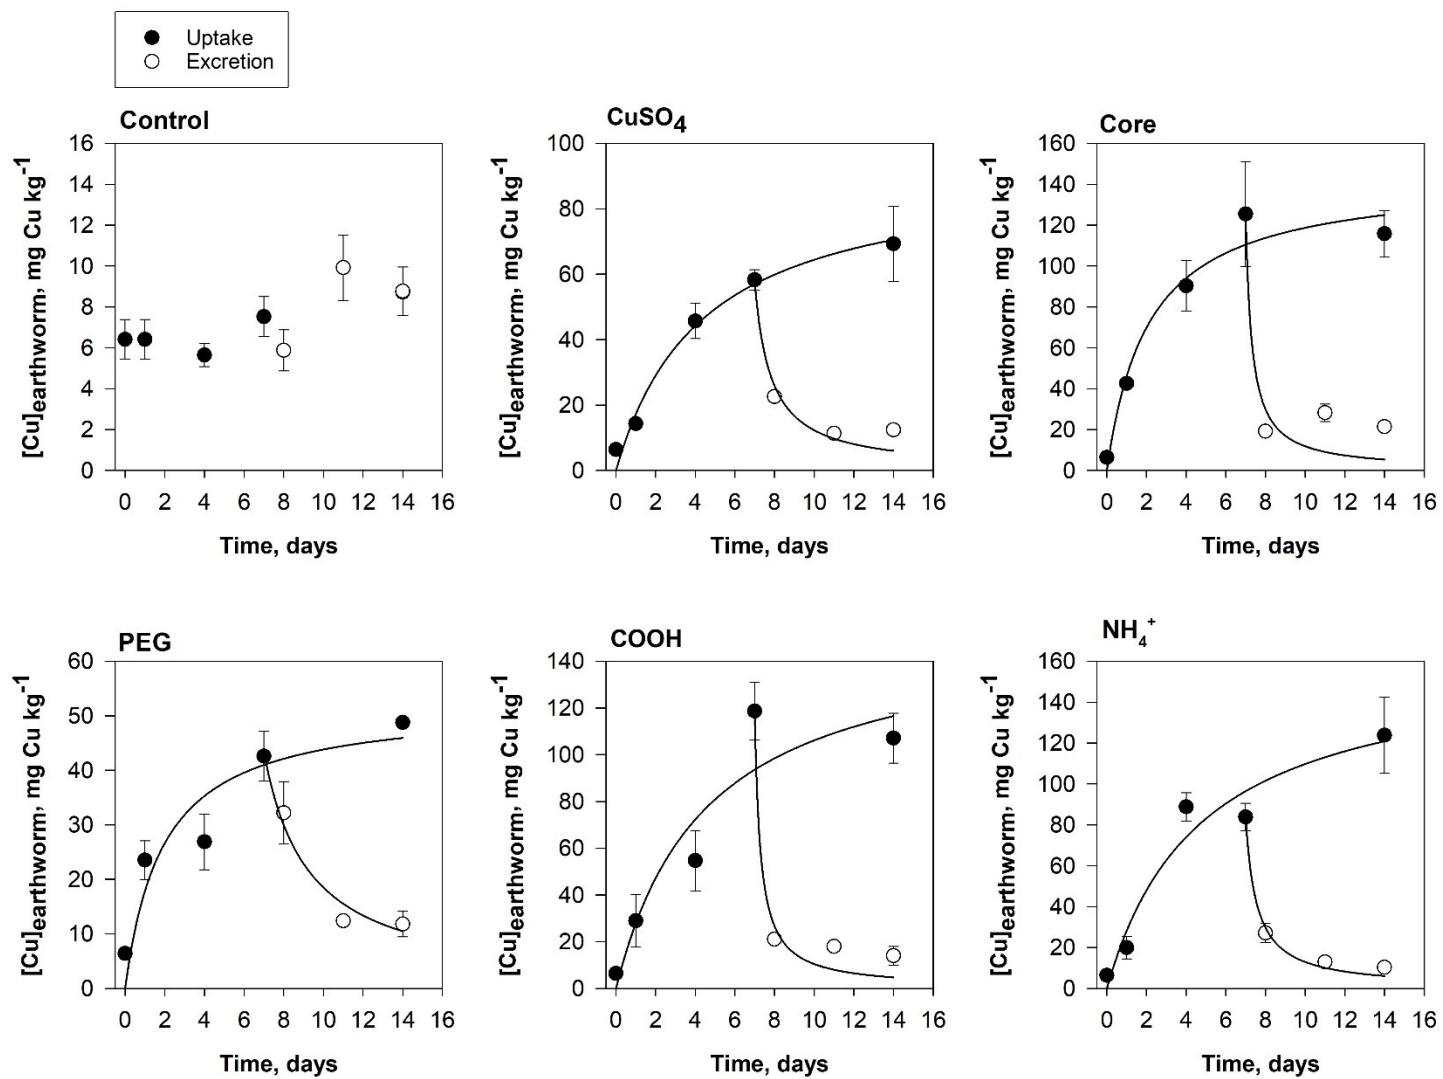 Uptake
Excretion
Control
16
14
12
10
8
6
4
2
0
[Cu]earthworm, mg Cu kg-1
0 2 4 6 8 10 12 14 16
Time, days
CuSO4
100
80
60
40
20
0
[Cu]earthworm, mg Cu kg-1
0 2 4 6 8 10 12 14 16
Time, days
Core
160
140
120
100
80
60
40
20
0
[Cu]earthworm, mg Cu kg-1
0 2 4 6 8 10 12 14 16
Time, days
PEG
60
50
40
30
20
10
0
[Cu]earthworm, mg Cu kg-1
0 2 4 6 8 10 12 14 16
Time, days
COOH
140
120
100
80
60
40
20
0
[Cu]earthworm, mg Cu kg-1
0 2 4 6 8 10 12 14 16
Time, days
NH4+
160
140
120
100
80
60
40
20
0
[Cu]earthworm, mg Cu kg-1
0 2 4 6 8 10 12 14 16
Time, days